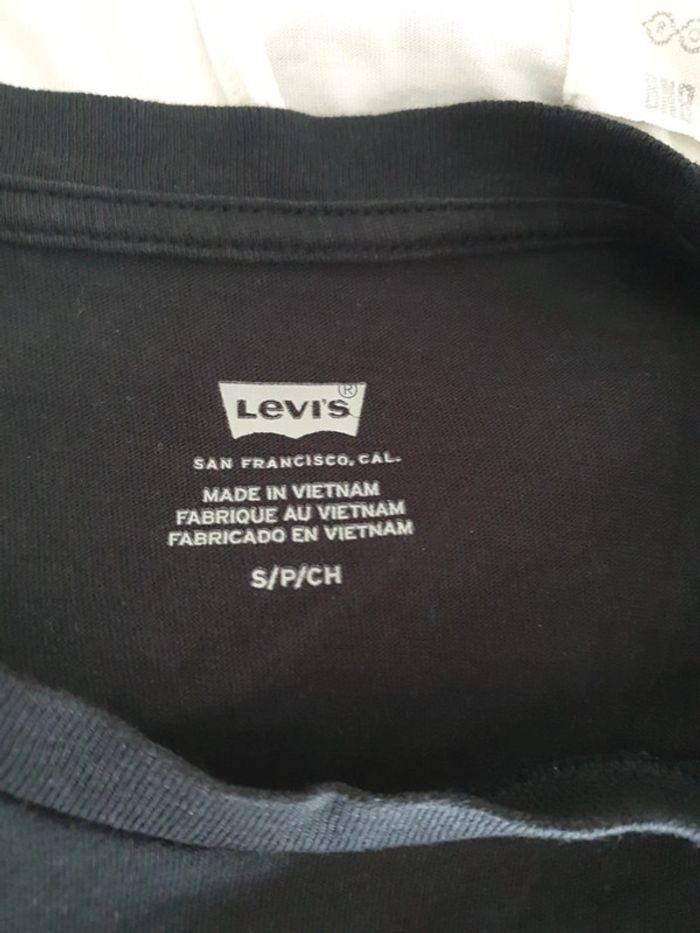 Levi's®
SAN FRANCISCO, CAL.
MADE IN VIETNAM
FABRIQUE AU VIETNAM
FABRICADO EN VIETNAM
S/P/CH